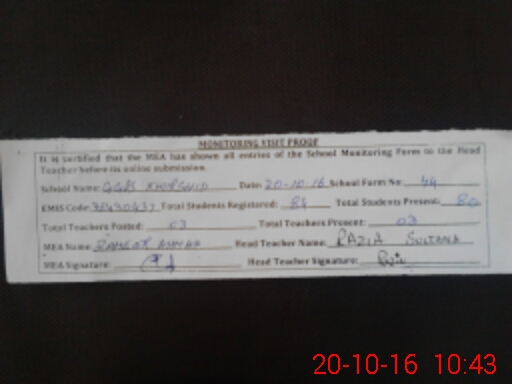 MONITORING VISIT PROOF
It is certified that the MEA has shown all entries of the School Monitoring Form to the Head
Teacher before its online submission.
School Name: GGPS Date: 20-10-16 School Form No: 44
EMIS Code: Total Students Registered: Total Students Present: 80
Total Teachers Posted: 03 Total Teachers Present: 03
MEA Name: Head Teacher Name: RAZIA SULTANA
MEA Signature: Head Teacher Signature:
20-10-16 10:43